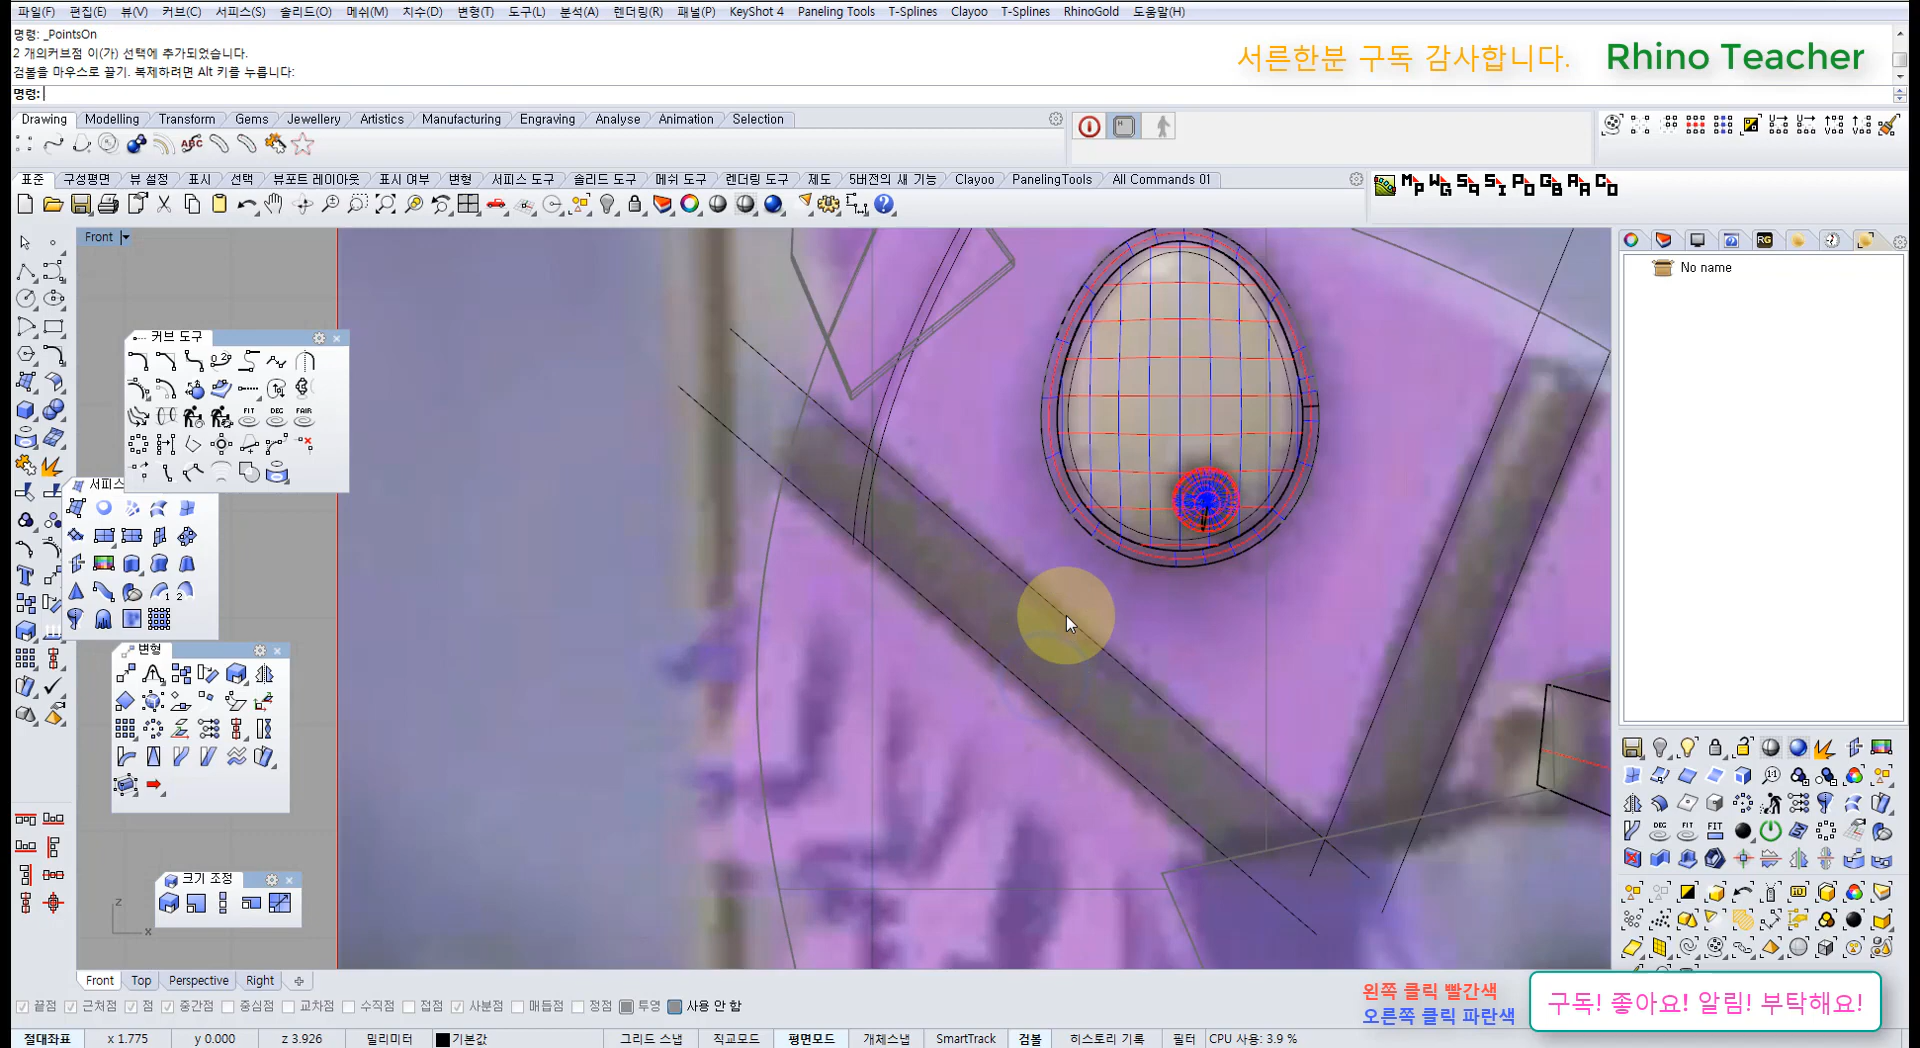 파일(F) 편집(E) 뷰(V) 커브(C) 서피스(S) 솔리드(O) 메쉬(M) 치수(D) 변형(T) 도구(L) 분석(A) 렌더링(R) 패널(P) KeyShot 4 Paneling Tools T-Splines Clayoo T-Splines RhinoGold 도움말(H)
명령: _PointsOn
2 개의커브점 이(가) 선택에 추가되었습니다.
검볼을 마우스로 끌기. 복제하려면 Alt 키를 누릅니다:
명령:
서른한분 구독 감사합니다. Rhino Teacher
Drawing Modelling Transform Gems Jewellery Artistics Manufacturing Engraving Analyse Animation Selection
표준 구성평면 뷰 설정 표시 선택 뷰포트 레이아웃 표시 여부 변형 서피스 도구 솔리드 도구 메쉬 도구 렌더링 도구 제도 5버전의 새 기능 Clayoo PanelingTools All Commands 01
Front
No name
커브 도구
서피스
변형
크기 조정
z
x
Front Top Perspective Right
끝점 근처점 점 중간점 중심점 교차점 수직점 접점 사분점 매듭점 정점 투영 사용 안 함
왼쪽 클릭 빨간색
오른쪽 클릭 파란색
구독! 좋아요! 알림! 부탁해요!
절대좌표 x 1.775 y 0.000 z 3.926 밀리미터 기본값 그리드 스냅 직교모드 평면모드 개체스냅 SmartTrack 검볼 히스토리 기록 필터 CPU 사용: 3.9 %